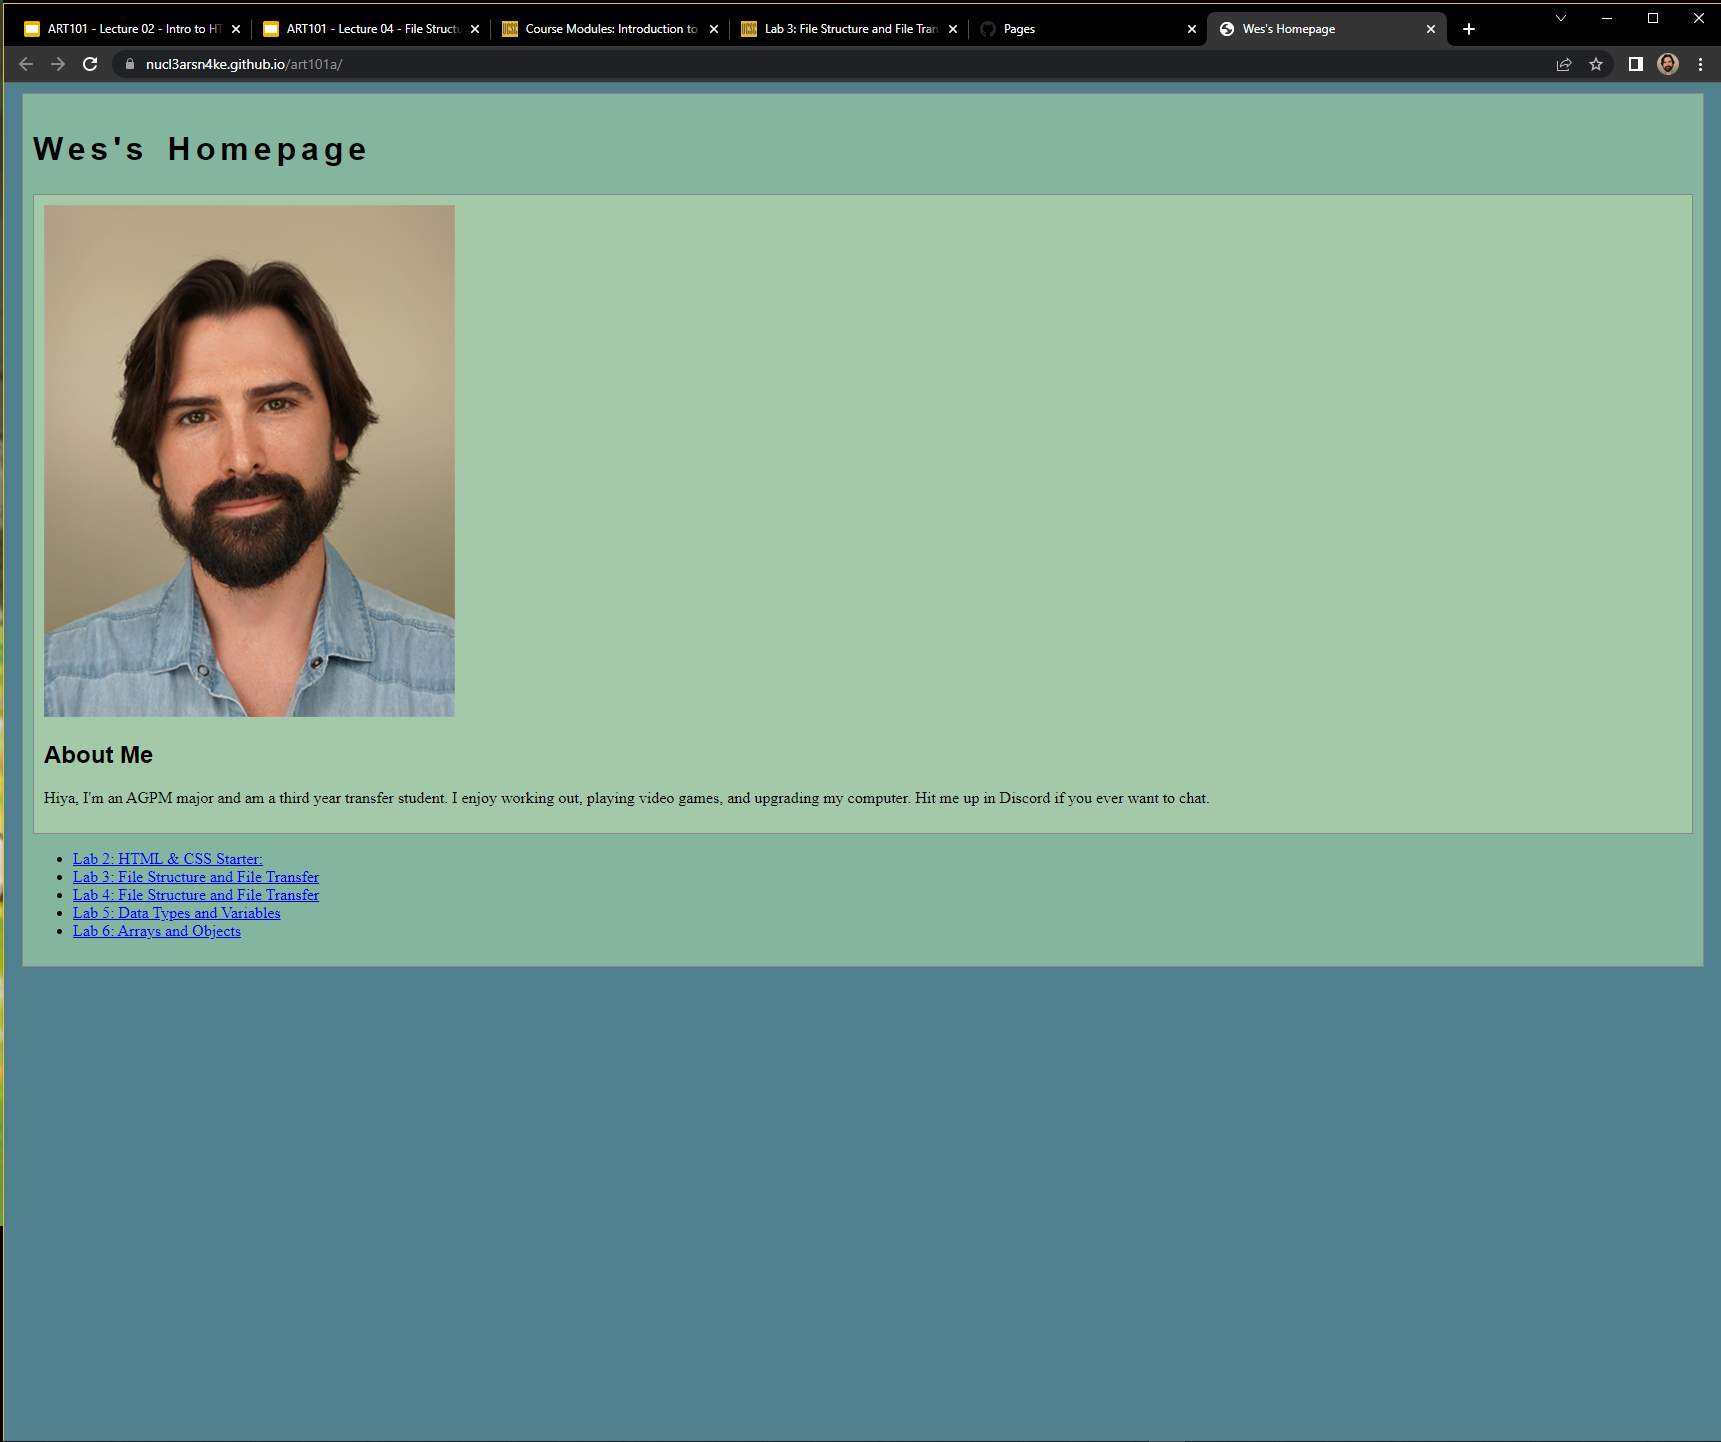 ART101 - Lecture 02 - Intro to HT
ART101 - Lecture 04 - File Structu
UCSC
Course Modules: Introduction to
UCSC
Lab 3: File Structure and File Tran
Pages
Wes's Homepage
nucl3arsn4ke.github.io/art101a/
Wes's Homepage
About Me
Hiya, I'm an AGPM major and am a third year transfer student. I enjoy working out, playing video games, and upgrading my computer. Hit me up in Discord if you ever want to chat.
Lab 2: HTML & CSS Starter:
Lab 3: File Structure and File Transfer
Lab 4: File Structure and File Transfer
Lab 5: Data Types and Variables
Lab 6: Arrays and Objects